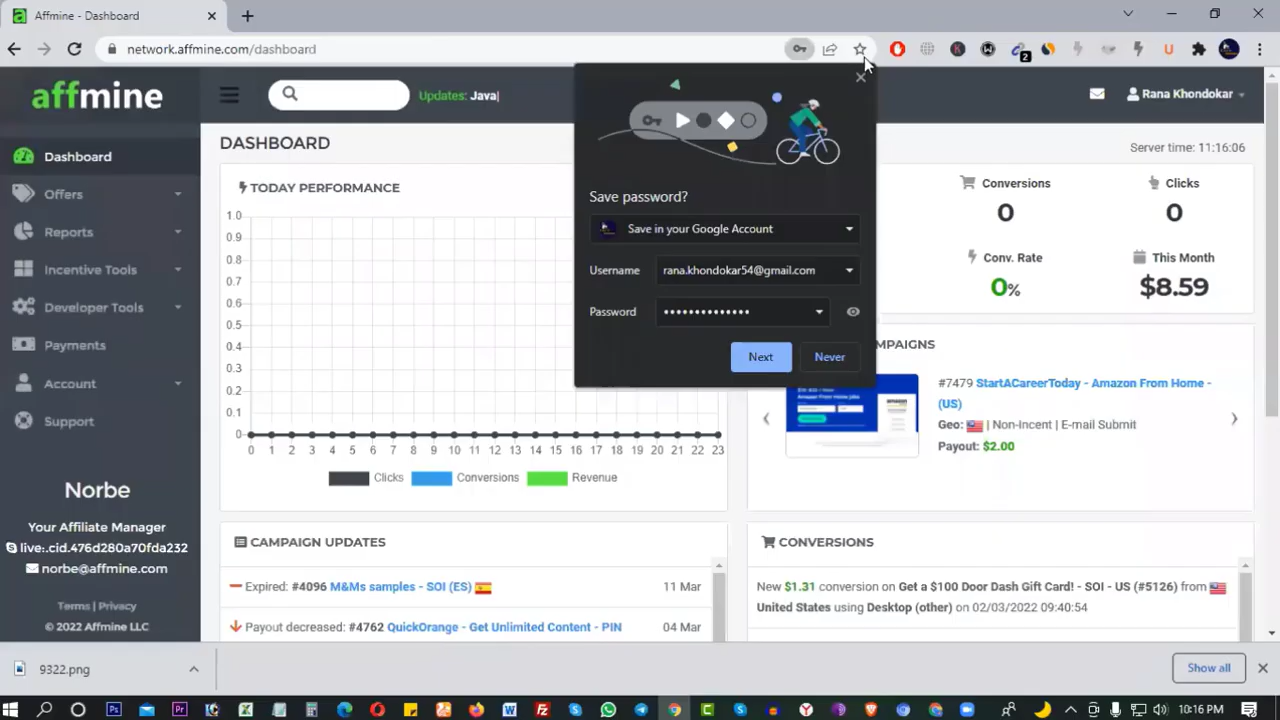 Affmine - Dashboard
network.affmine.com/dashboard
2
affmine
Updates: Java|
Rana Khondokar
Dashboard
Offers
Reports
Incentive Tools
Developer Tools
Payments
Account
Support
Norbe
Your Affiliate Manager
live:.cid.476d280a70fda232
norbe@affmine.com
Terms | Privacy
© 2022 Affmine LLC
DASHBOARD
Server time: 11:16:06
TODAY PERFORMANCE
1.0
0.9
0.8
0.7
0.6
0.5
0.4
0.3
0.2
0.1
0
0 1 2 3 4 5 6 7 8 9 10 11 12 13 14 15 16 17 18 19 20 21 22 23
Clicks Conversions Revenue
Save password?
Save in your Google Account
Username rana.khondokar54@gmail.com
Password ••••••••••••••
Next Never
Conversions
0
Clicks
0
Conv. Rate
0%
This Month
$8.59
MPAIGNS
#7479 StartACareerToday - Amazon From Home -
(US)
Geo: | Non-Incent | E-mail Submit
Payout: $2.00
CAMPAIGN UPDATES
Expired: #4096 M&Ms samples - SOI (ES) 11 Mar
Payout decreased: #4762 QuickOrange - Get Unlimited Content - PIN 04 Mar
CONVERSIONS
New $1.31 conversion on Get a $100 Door Dash Gift Card! - SOI - US (#5126) from
United States using Desktop (other) on 02/03/2022 09:40:54
9322.png
Show all
10:16 PM